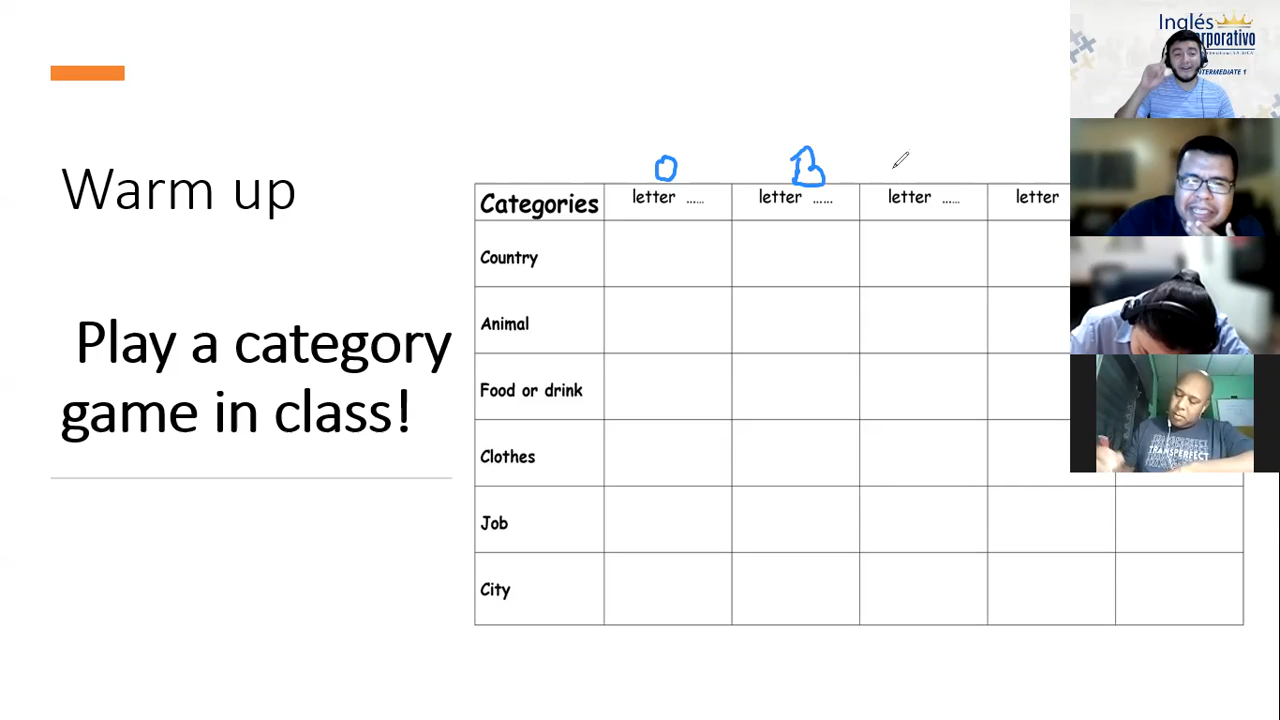 Warm up
Play a category
game in class!
O B
Categories letter ...... letter ...... letter ...... letter
Country
Animal
Food or drink
Clothes
Job
City
Inglés
INTERMEDIATE 1
TRANSPERFECT